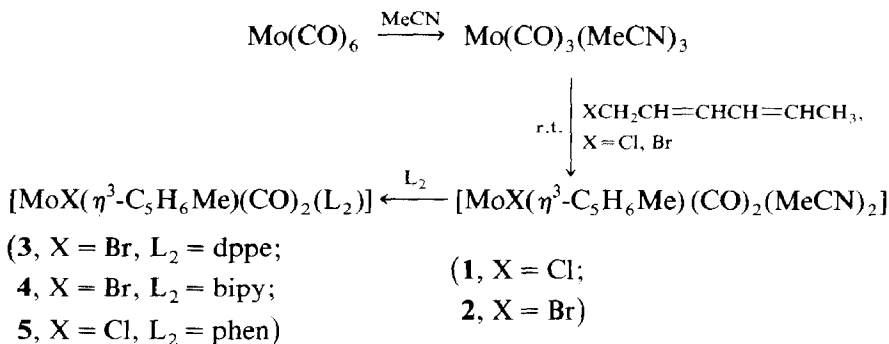 Mo(CO)₆ —MeCN→ Mo(CO)₃(MeCN)₃
XCH₂CH=CHCH=CHCH₃,
r.t.
X=Cl, Br
[MoX(η³-C₅H₆Me)(CO)₂(L₂)] ←L₂— [MoX(η³-C₅H₆Me)(CO)₂(MeCN)₂]
(3, X = Br, L₂ = dppe;
4, X = Br, L₂ = bipy;
5, X = Cl, L₂ = phen)
(1, X = Cl;
2, X = Br)